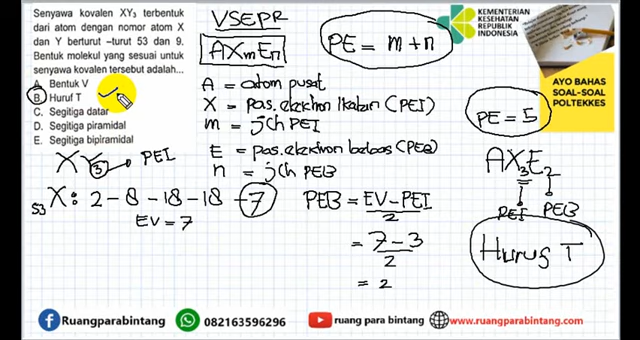 Senyawa kovalen XY₃ terbentuk
dari atom dengan nomor atom X
dan Y berturut –turut 53 dan 9.
Bentuk molekul yang sesuai untuk
senyawa kovalen tersebut adalah...
A. Bentuk V
B. Huruf T
C. Segitiga datar
D. Segitiga piramidal
E. Segitiga bipiramidal
XY₃ → PEI
₅₃X : 2 – 8 – 18 – 18 – 7
EV = 7
VSEPR
AXmEn
A = atom pusat
X = pas. elektron Ikatan (PEI)
m = jlh PEI
E = pas. elektron bebas (PEB)
n = jlh PEB
PEB = EV – PEI
2
= 7 – 3
2
= 2
PE = m + n
PE = 5
AX₃E₂
PEI PEB
Huruf T
KEMENTERIAN
KESEHATAN
REPUBLIK
INDONESIA
AYO BAHAS
SOAL-SOAL
POLTEKKES
Ruangparabintang 082163596296 ruang para bintang www.ruangparabintang.com